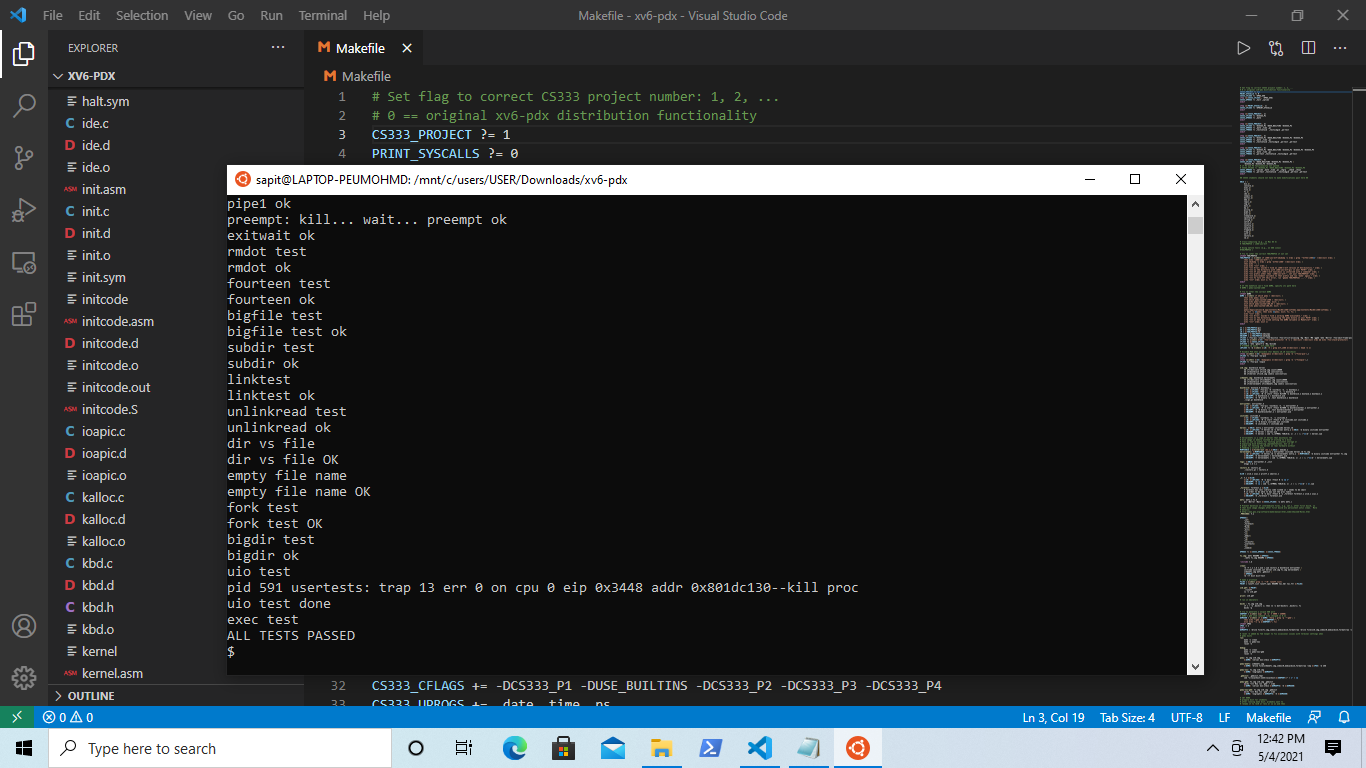 File Edit Selection View Go Run Terminal Help
Makefile - xv6-pdx - Visual Studio Code
EXPLORER
XV6-PDX
halt.sym
C ide.c
D ide.d
ide.o
ASM init.asm
C init.c
D init.d
init.o
init.sym
initcode
ASM initcode.asm
D initcode.d
initcode.o
initcode.out
ASM initcode.S
C ioapic.c
D ioapic.d
ioapic.o
C kalloc.c
D kalloc.d
kalloc.o
C kbd.c
D kbd.d
C kbd.h
kbd.o
kernel
ASM kernel.asm
OUTLINE
M Makefile
M Makefile
1 # Set flag to correct CS333 project number: 1, 2, ...
2 # 0 == original xv6-pdx distribution functionality
3 CS333_PROJECT ?= 1
4 PRINT_SYSCALLS ?= 0
sapit@LAPTOP-PEUMOHMD: /mnt/c/users/USER/Downloads/xv6-pdx
pipe1 ok
preempt: kill... wait... preempt ok
exitwait ok
rmdot test
rmdot ok
fourteen test
fourteen ok
bigfile test
bigfile test ok
subdir test
subdir ok
linktest
linktest ok
unlinkread test
unlinkread ok
dir vs file
dir vs file OK
empty file name
empty file name OK
fork test
fork test OK
bigdir test
bigdir ok
uio test
pid 591 usertests: trap 13 err 0 on cpu 0 eip 0x3448 addr 0x801dc130--kill proc
uio test done
exec test
ALL TESTS PASSED
$
32 CS333_CFLAGS += -DCS333_P1 -DUSE_BUILTINS -DCS333_P2 -DCS333_P3 -DCS333_P4
33 CS333_UPROGS += _date _time _ps
0 0
Ln 3, Col 19 Tab Size: 4 UTF-8 LF Makefile
Type here to search
12:42 PM
5/4/2021